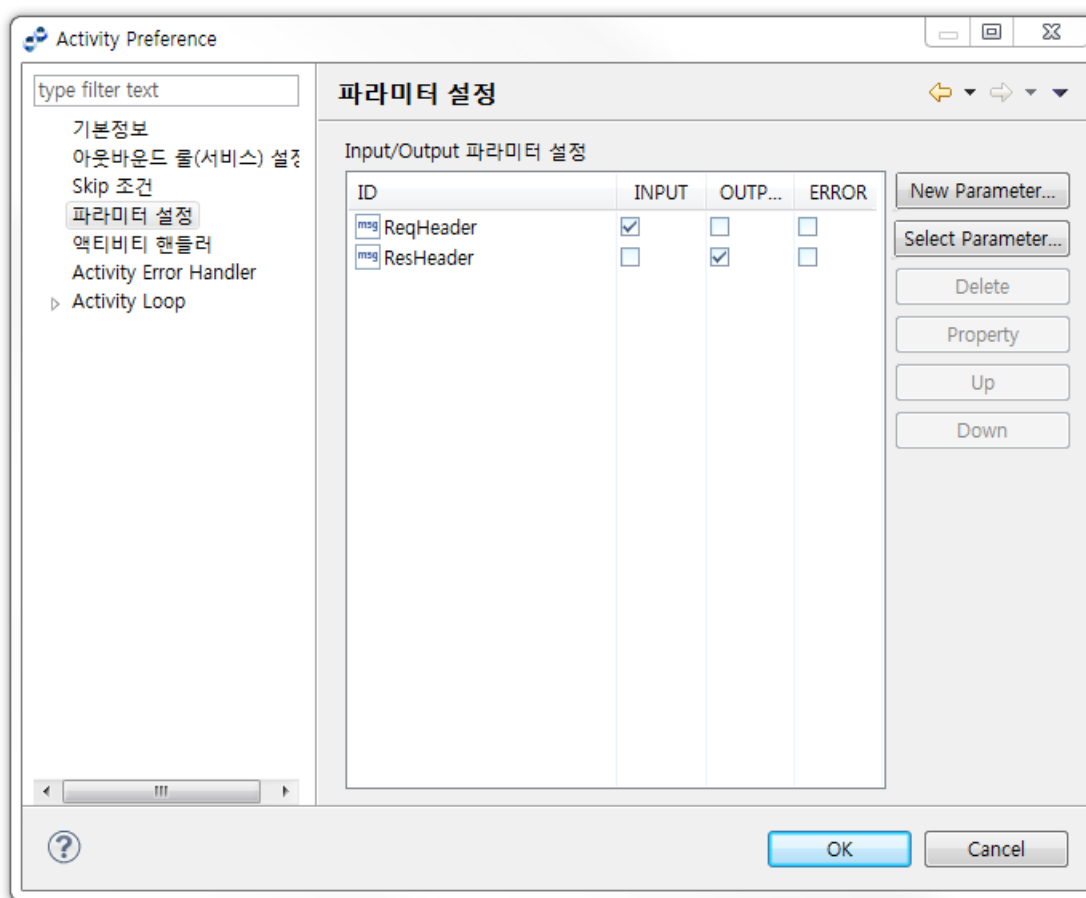 Activity Preference
type filter text
기본정보
아웃바운드 룰(서비스) 설정
Skip 조건
파라미터 설정
액티비티 핸들러
Activity Error Handler
Activity Loop
파라미터 설정
Input/Output 파라미터 설정
ID INPUT OUTP... ERROR
msg ReqHeader
msg ResHeader
New Parameter...
Select Parameter...
Delete
Property
Up
Down
?
OK Cancel